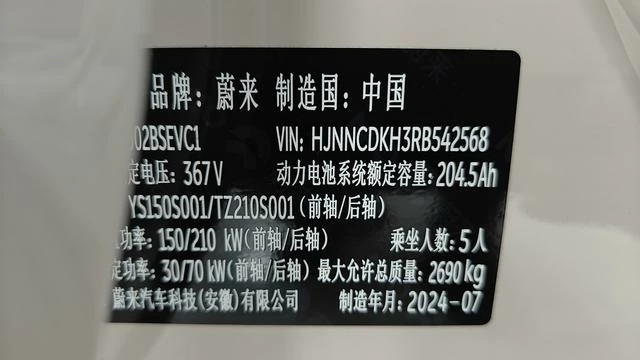 品牌：蔚来 制造国：中国
02BSEVC1 VIN: HJNNCDKH3RB542568
定电压: 367V 动力电池系统额定容量: 204.5Ah
YS150S001/TZ210S001 (前轴/后轴)
功率: 150/210 kW (前轴/后轴) 乘坐人数: 5人
定功率: 30/70 kW (前轴/后轴) 最大允许总质量: 2690kg
蔚来汽车科技(安徽)有限公司 制造年月: 2024-07